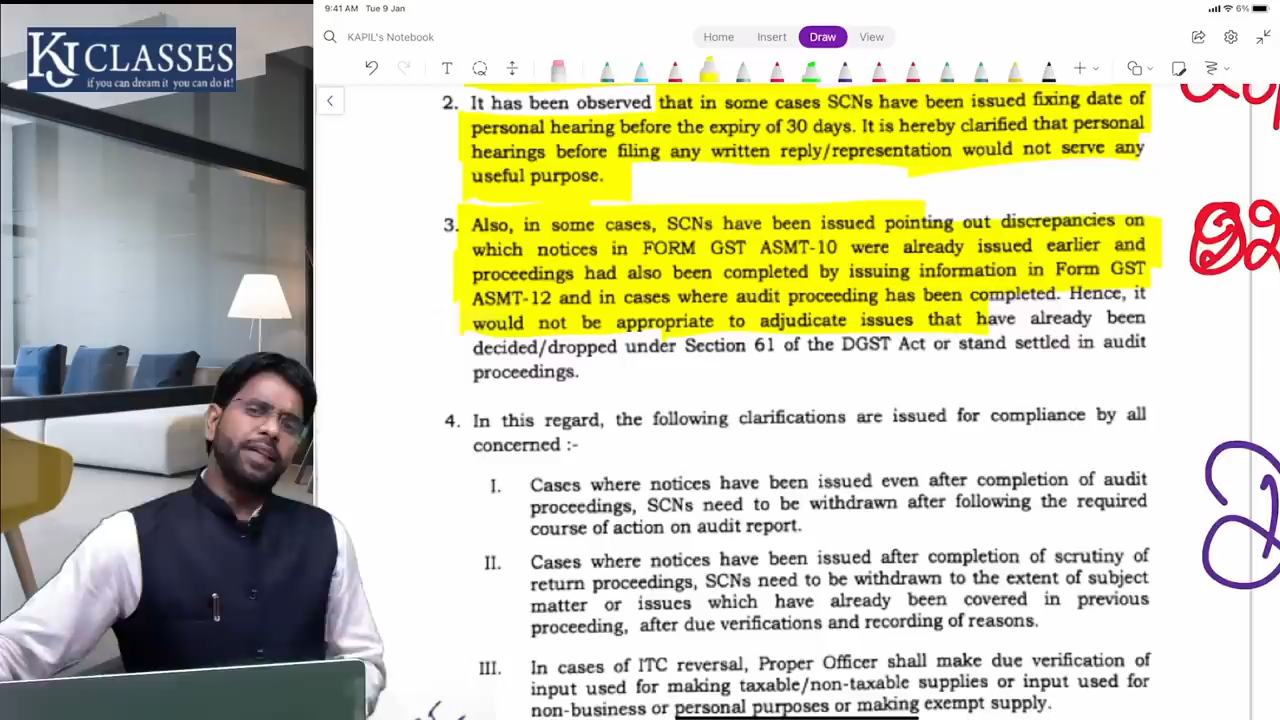 9:41 AM Tue 9 Jan
6%
KJ CLASSES
if you can dream it you can do it!
KAPIL's Notebook
Home Insert Draw View
2. It has been observed that in some cases SCNs have been issued fixing date of
personal hearing before the expiry of 30 days. It is hereby clarified that personal
hearings before filing any written reply/representation would not serve any
useful purpose.
3. Also, in some cases, SCNs have been issued pointing out discrepancies on
which notices in FORM GST ASMT-10 were already issued earlier and
proceedings had also been completed by issuing information in Form GST
ASMT-12 and in cases where audit proceeding has been completed. Hence, it
would not be appropriate to adjudicate issues that have already been
decided/dropped under Section 61 of the DGST Act or stand settled in audit
proceedings.
4. In this regard, the following clarifications are issued for compliance by all
concerned :-
I. Cases where notices have been issued even after completion of audit
proceedings, SCNs need to be withdrawn after following the required
course of action on audit report.
II. Cases where notices have been issued after completion of scrutiny of
return proceedings, SCNs need to be withdrawn to the extent of subject
matter or issues which have already been covered in previous
proceeding, after due verifications and recording of reasons.
III. In cases of ITC reversal, Proper Officer shall make due verification of
input used for making taxable/non-taxable supplies or input used for
non-business or personal purposes or making exempt supply.